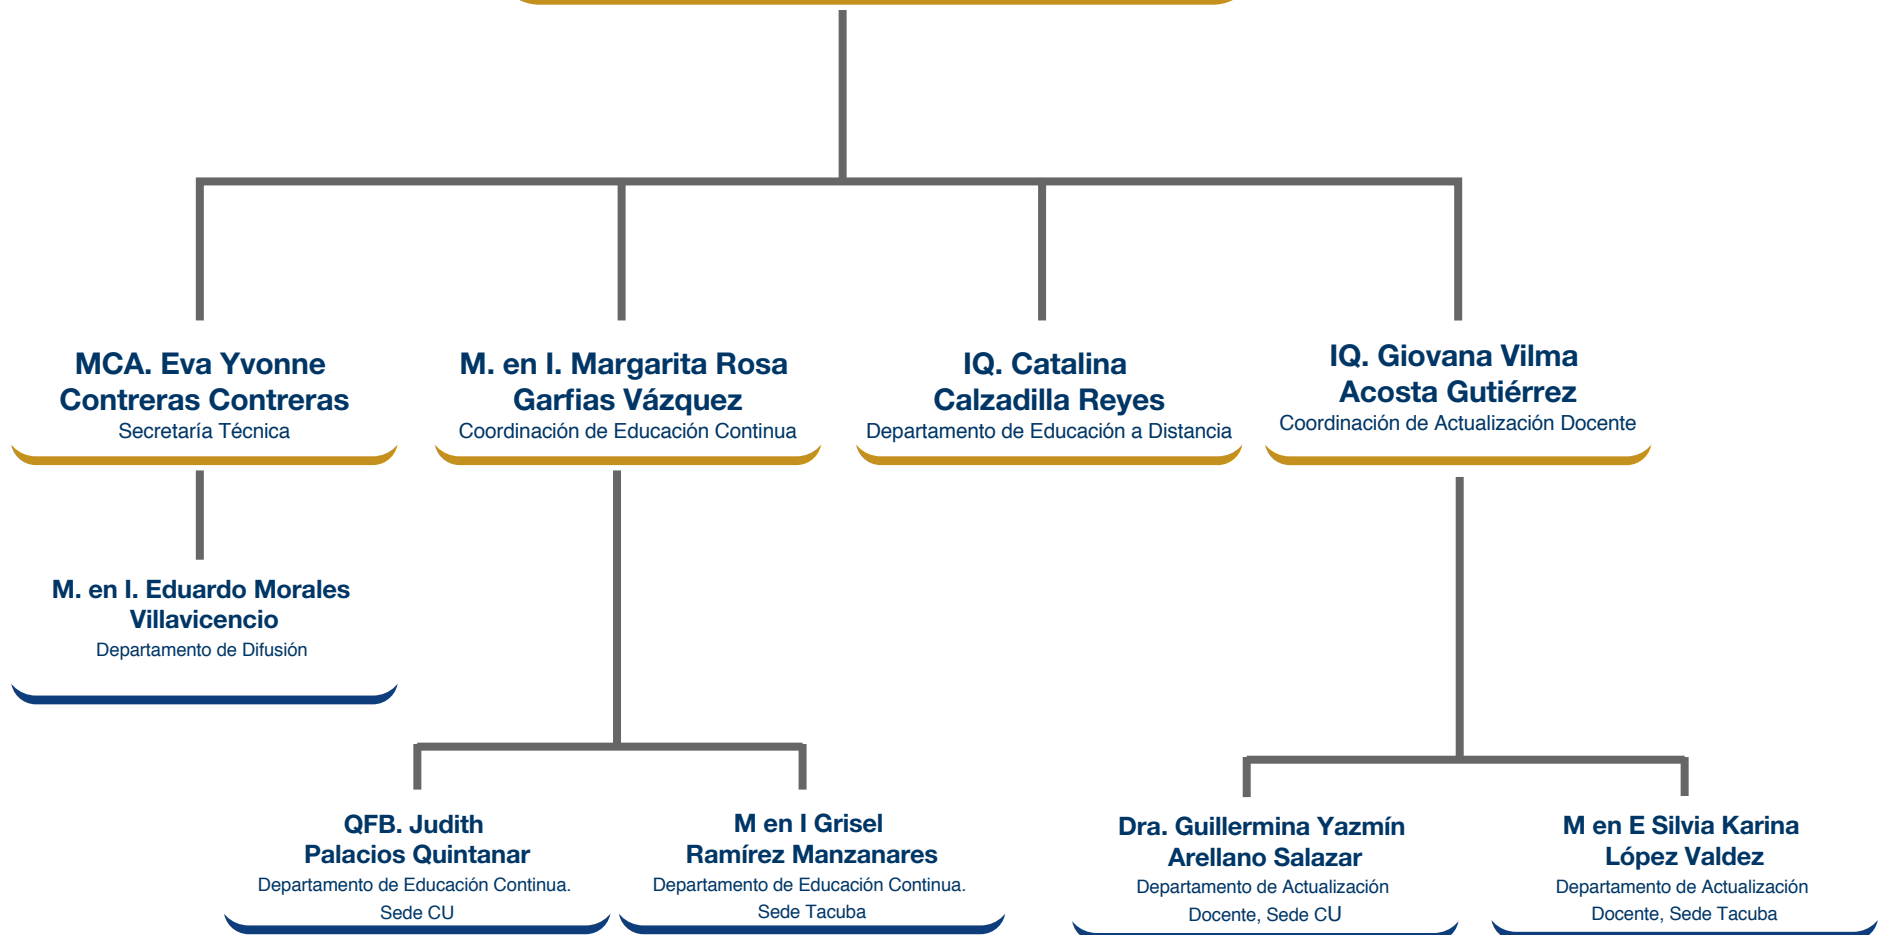 MCA. Eva Yvonne
Contreras Contreras
Secretaría Técnica
M. en I. Margarita Rosa
Garfias Vázquez
Coordinación de Educación Continua
IQ. Catalina
Calzadilla Reyes
Departamento de Educación a Distancia
IQ. Giovana Vilma
Acosta Gutiérrez
Coordinación de Actualización Docente
M. en I. Eduardo Morales
Villavicencio
Departamento de Difusión
QFB. Judith
Palacios Quintanar
Departamento de Educación Continua.
Sede CU
M en I Grisel
Ramírez Manzanares
Departamento de Educación Continua.
Sede Tacuba
Dra. Guillermina Yazmín
Arellano Salazar
Departamento de Actualización
Docente, Sede CU
M en E Silvia Karina
López Valdez
Departamento de Actualización
Docente, Sede Tacuba